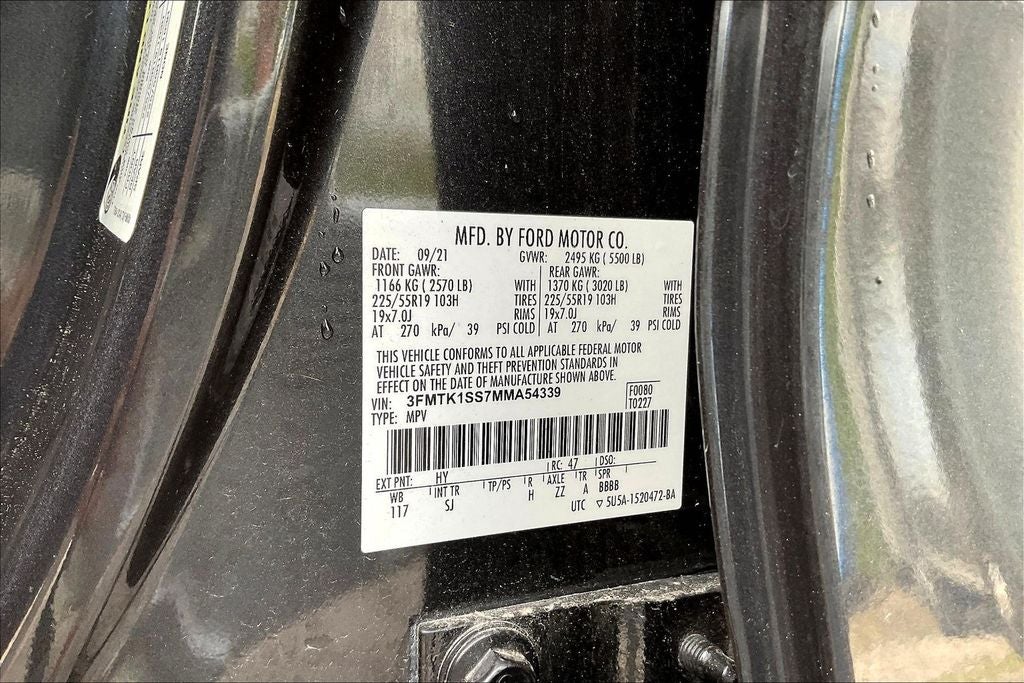 MFD. BY FORD MOTOR CO.
DATE: 09/21 GVWR: 2495 KG ( 5500 LB)
FRONT GAWR: REAR GAWR:
1166 KG ( 2570 LB) WITH 1370 KG ( 3020 LB) WITH
225/55R19 103H TIRES 225/55R19 103H TIRES
19x7.0J RIMS 19x7.0J RIMS
AT 270 kPa/ 39 PSI COLD AT 270 kPa/ 39 PSI COLD
THIS VEHICLE CONFORMS TO ALL APPLICABLE FEDERAL MOTOR
VEHICLE SAFETY AND THEFT PREVENTION STANDARDS IN
EFFECT ON THE DATE OF MANUFACTURE SHOWN ABOVE.
VIN: 3FMTK1SS7MMA54339 F0080
TYPE: MPV T0227
EXT PNT: HY RC: 47 DSO:
WB INT TR TP/PS R AXLE TR SPR
117 SJ H ZZ A BBBB
UTC ▽ 5U5A-1520472-BA